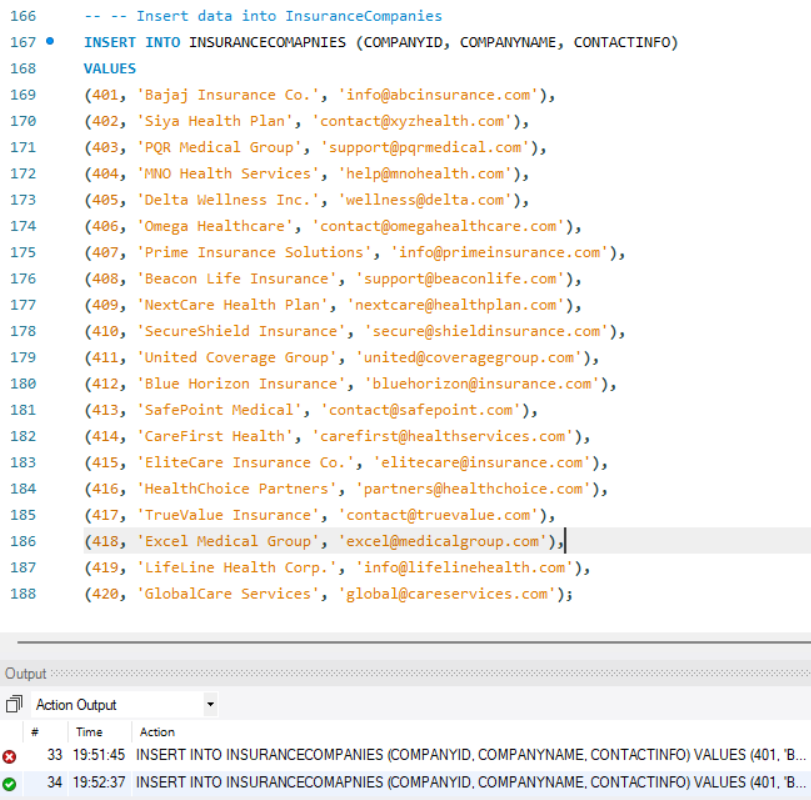 166 -- -- Insert data into InsuranceCompanies
167 INSERT INTO INSURANCECOMAPNIES (COMPANYID, COMPANYNAME, CONTACTINFO)
168 VALUES
169 (401, 'Bajaj Insurance Co.', 'info@abcinsurance.com'),
170 (402, 'Siya Health Plan', 'contact@xyzhealth.com'),
171 (403, 'PQR Medical Group', 'support@pqrmedical.com'),
172 (404, 'MNO Health Services', 'help@mnohealth.com'),
173 (405, 'Delta Wellness Inc.', 'wellness@delta.com'),
174 (406, 'Omega Healthcare', 'contact@omegahealthcare.com'),
175 (407, 'Prime Insurance Solutions', 'info@primeinsurance.com'),
176 (408, 'Beacon Life Insurance', 'support@beaconlife.com'),
177 (409, 'NextCare Health Plan', 'nextcare@healthplan.com'),
178 (410, 'SecureShield Insurance', 'secure@shieldinsurance.com'),
179 (411, 'United Coverage Group', 'united@coveragegroup.com'),
180 (412, 'Blue Horizon Insurance', 'bluehorizon@insurance.com'),
181 (413, 'SafePoint Medical', 'contact@safepoint.com'),
182 (414, 'CareFirst Health', 'carefirst@healthservices.com'),
183 (415, 'EliteCare Insurance Co.', 'elitecare@insurance.com'),
184 (416, 'HealthChoice Partners', 'partners@healthchoice.com'),
185 (417, 'TrueValue Insurance', 'contact@truevalue.com'),
186 (418, 'Excel Medical Group', 'excel@medicalgroup.com'),
187 (419, 'LifeLine Health Corp.', 'info@lifelinehealth.com'),
188 (420, 'GlobalCare Services', 'global@careservices.com');
Output
Action Output
# Time Action
33 19:51:45 INSERT INTO INSURANCECOMPANIES (COMPANYID, COMPANYNAME, CONTACTINFO) VALUES (401, 'B...
34 19:52:37 INSERT INTO INSURANCECOMAPNIES (COMPANYID, COMPANYNAME, CONTACTINFO) VALUES (401, 'B...